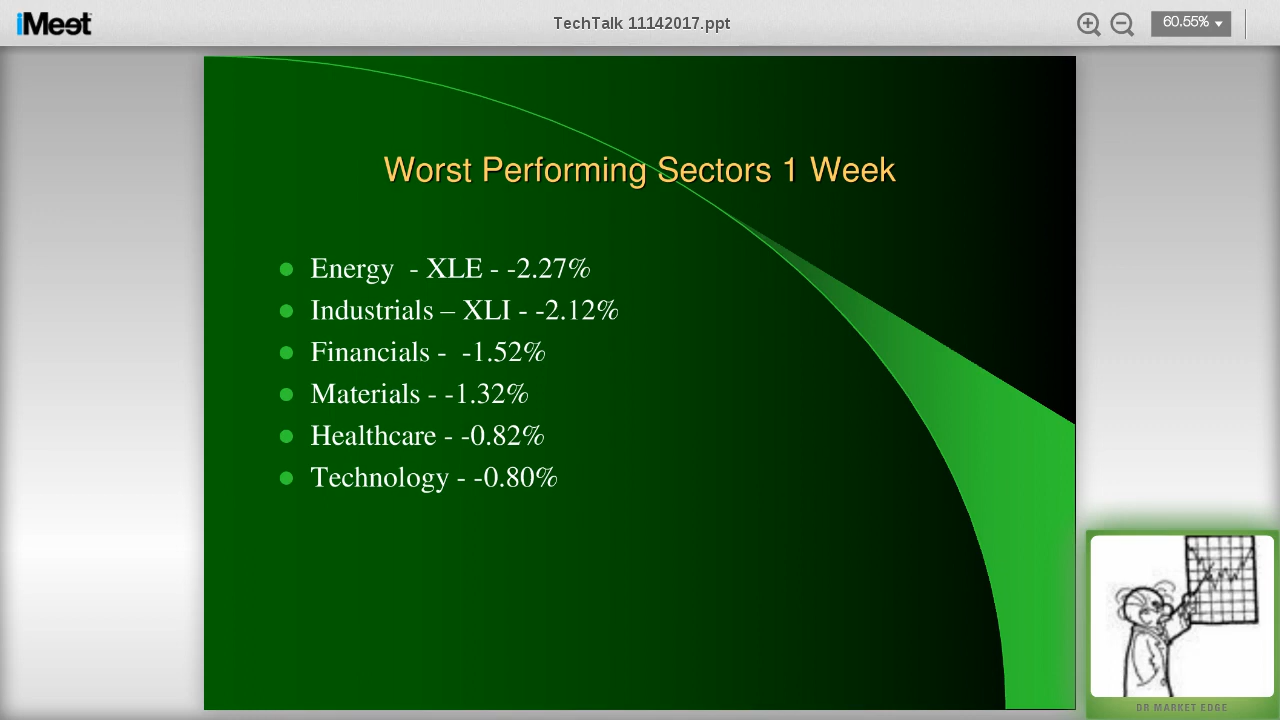 iMeet
TechTalk 11142017.ppt
60.55%
Worst Performing Sectors 1 Week
Energy  - XLE - -2.27%
Industrials – XLI - -2.12%
Financials -  -1.52%
Materials - -1.32%
Healthcare - -0.82%
Technology - -0.80%
DR MARKET EDGE